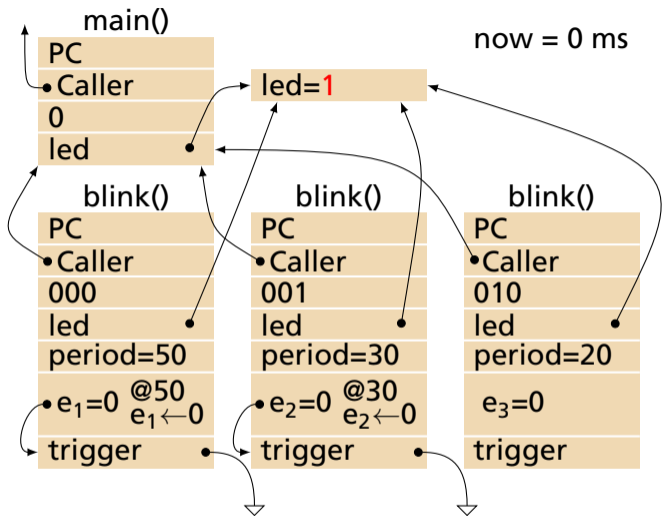 main()
PC
Caller
0
led
led=1
now = 0 ms
blink()
PC
Caller
000
led
period=50
e₁=0 @50
e₁←0
trigger
blink()
PC
Caller
001
led
period=30
e₂=0 @30
e₂←0
trigger
blink()
PC
Caller
010
led
period=20
e₃=0
trigger